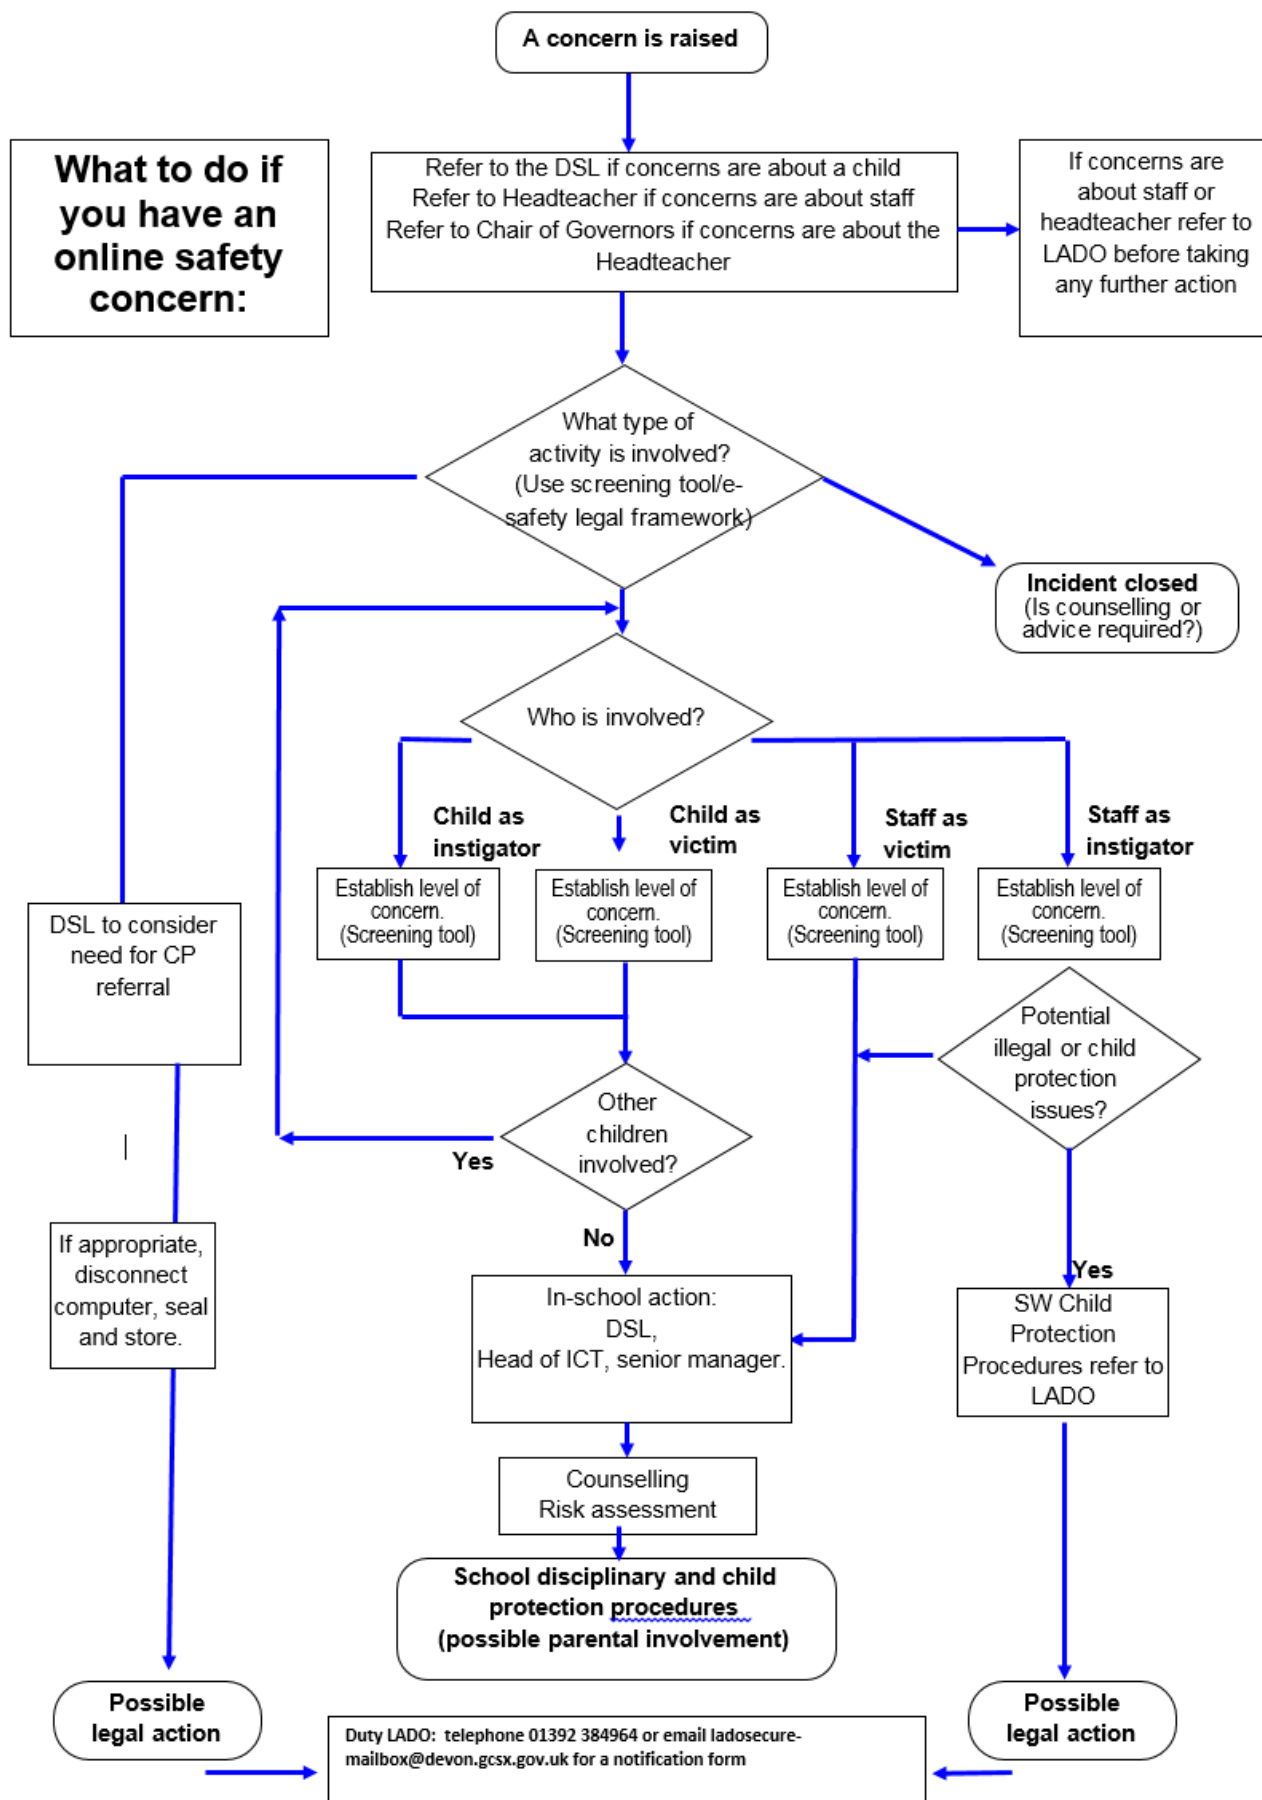 A concern is raised
What to do if
you have an
online safety
concern:
Refer to the DSL if concerns are about a child
Refer to Headteacher if concerns are about staff
Refer to Chair of Governors if concerns are about the
Headteacher
If concerns are
about staff or
headteacher refer to
LADO before taking
any further action
What type of
activity is involved?
(Use screening tool/e-
safety legal framework)
Incident closed
(Is counselling or
advice required?)
Who is involved?
Child as
instigator
Child as
victim
Staff as
victim
Staff as
instigator
Establish level of
concern.
(Screening tool)
Establish level of
concern.
(Screening tool)
Establish level of
concern.
(Screening tool)
Establish level of
concern.
(Screening tool)
DSL to consider
need for CP
referral
Potential
illegal or child
protection
issues?
Other
children
involved?
Yes
No
If appropriate,
disconnect
computer, seal
and store.
In-school action:
DSL,
Head of ICT, senior manager.
Yes
SW Child
Protection
Procedures refer to
LADO
Counselling
Risk assessment
School disciplinary and child
protection procedures
(possible parental involvement)
Possible
legal action
Possible
legal action
Duty LADO:  telephone 01392 384964 or email ladosecure-
mailbox@devon.gcsx.gov.uk for a notification form